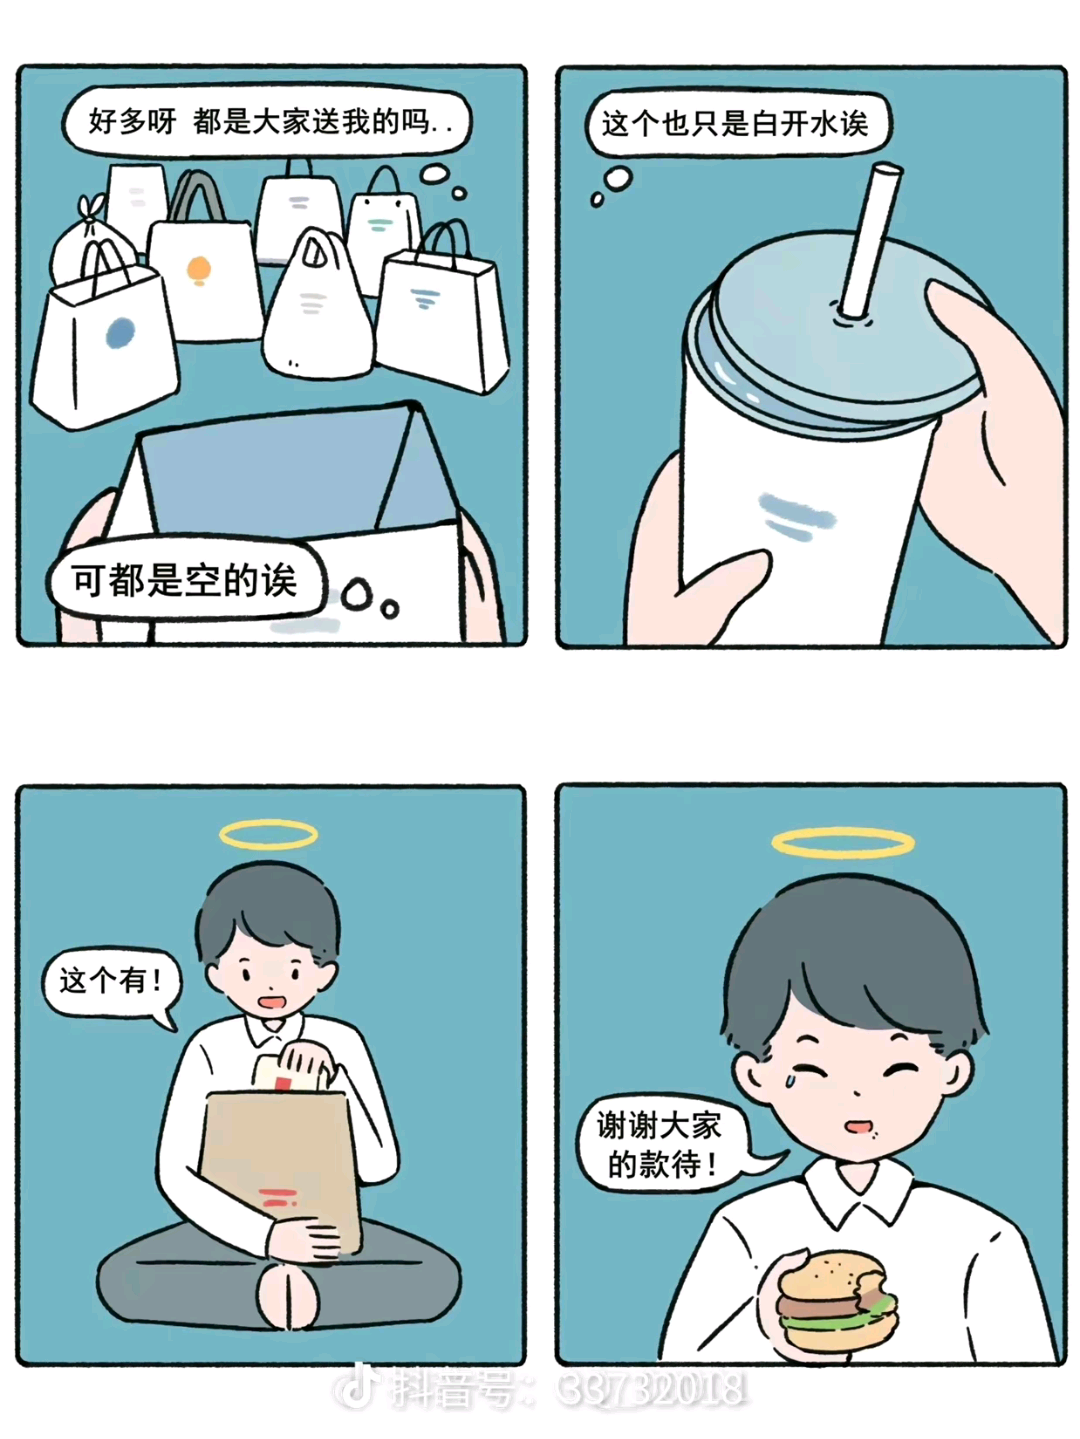 好多呀 都是大家送我的吗..
可都是空的诶
这个也只是白开水诶
这个有!
谢谢大家
的款待!
抖音号: 33732018